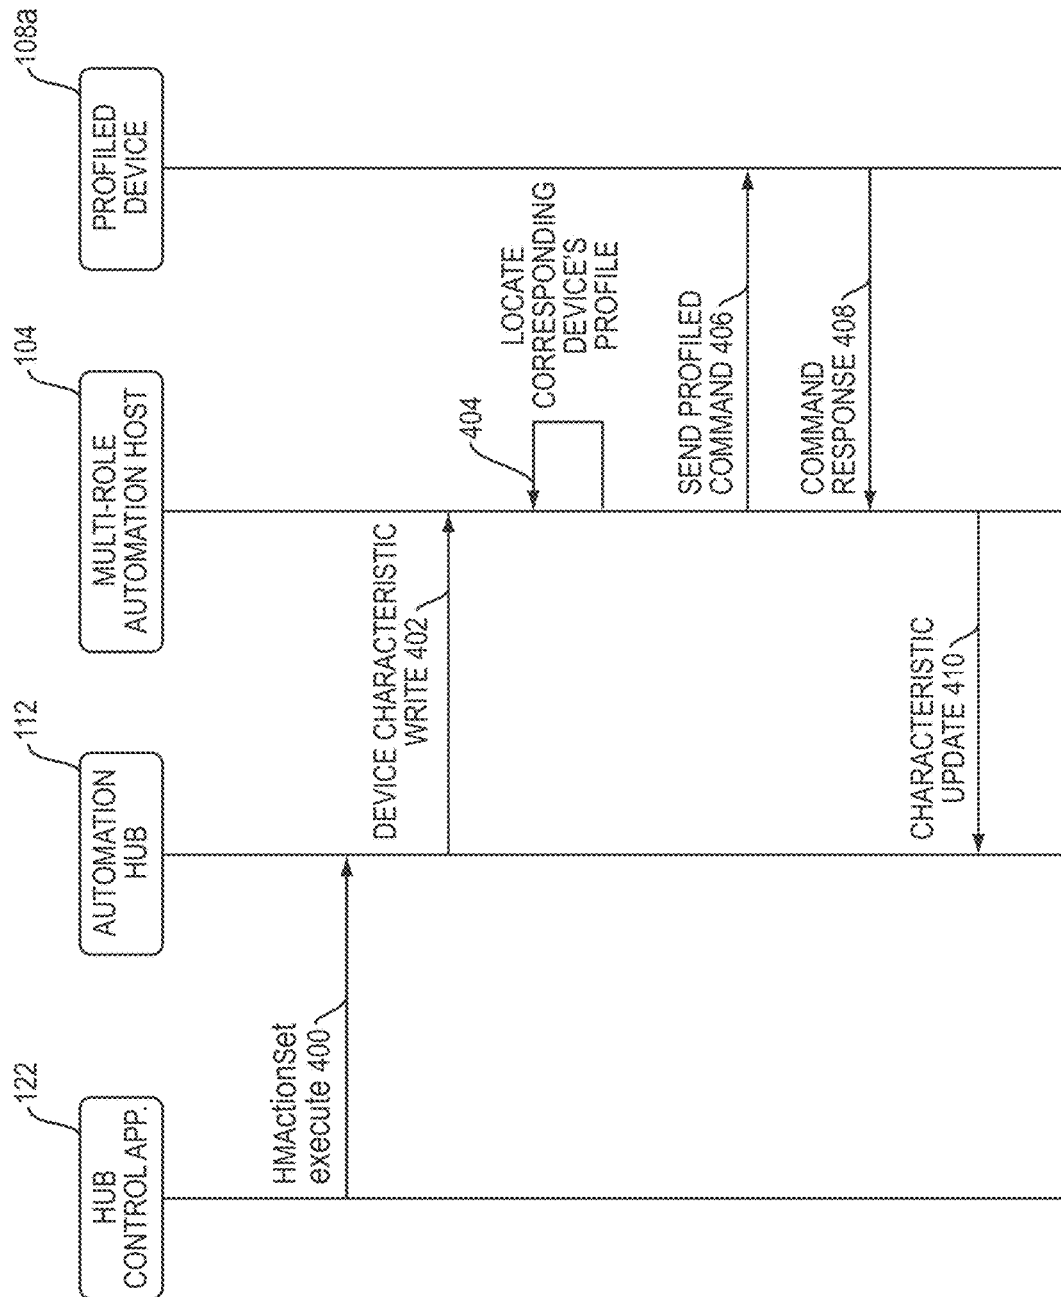 122
HUB
CONTROL APP.
112
AUTOMATION
HUB
104
MULTI-ROLE
AUTOMATION HOST
108a
PROFILED
DEVICE
HMActionSet
execute 400
DEVICE CHARACTERISTIC
WRITE 402
404
LOCATE
CORRESPONDING
DEVICE'S
PROFILE
SEND PROFILED
COMMAND 406
COMMAND
RESPONSE 408
CHARACTERISTIC
UPDATE 410